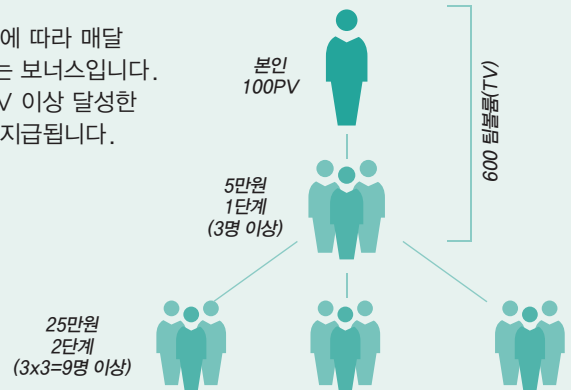 에 따라 매달
는 보너스입니다.
이상 달성한
지급됩니다.
본인
100PV
600 팀볼륨(TV)
5만원
1단계
(3명 이상)
25만원
2단계
(3x3=9명 이상)